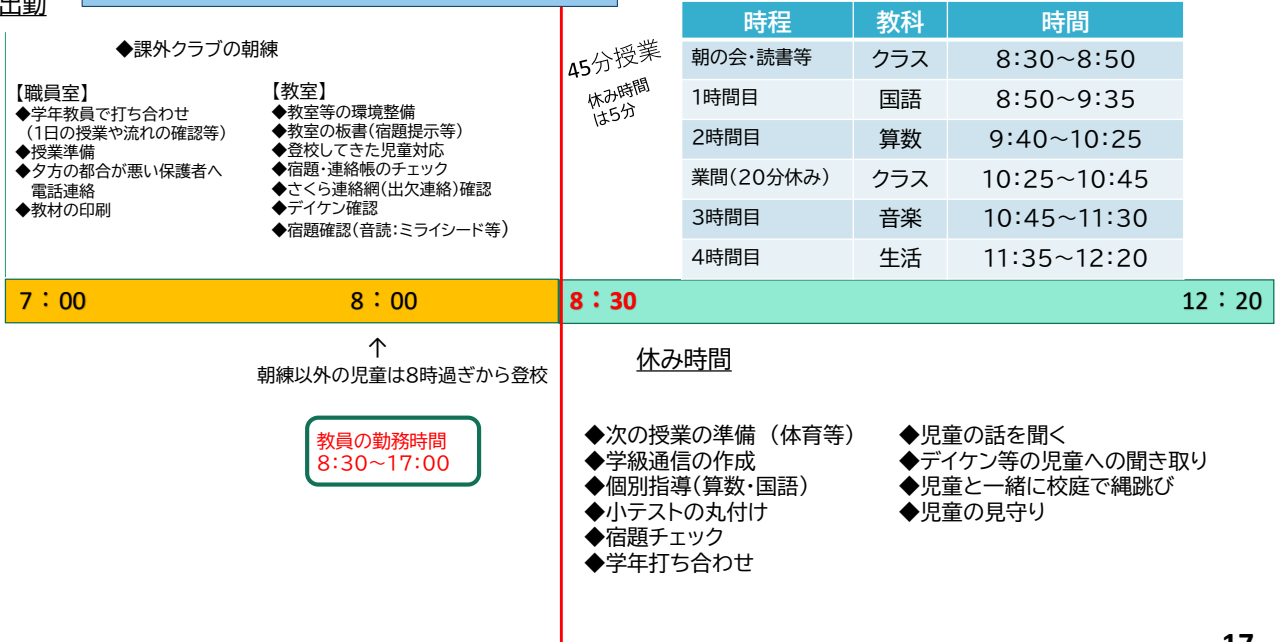 出勤
◆課外クラブの朝練
【職員室】
◆学年教員で打ち合わせ
(1日の授業や流れの確認等)
◆授業準備
◆夕方の都合が悪い保護者へ
電話連絡
◆教材の印刷
【教室】
◆教室等の環境整備
◆教室の板書(宿題提示等)
◆登校してきた児童対応
◆宿題・連絡帳のチェック
◆さくら連絡網(出欠連絡)確認
◆デイケン確認
◆宿題確認(音読:ミライシード等)
45分授業
休み時間
は5分
時程 教科 時間
朝の会・読書等 クラス 8:30~8:50
1時間目 国語 8:50~9:35
2時間目 算数 9:40~10:25
業間(20分休み) クラス 10:25~10:45
3時間目 音楽 10:45~11:30
4時間目 生活 11:35~12:20
7:00 8:00 8:30 12:20
↑
朝練以外の児童は8時過ぎから登校
教員の勤務時間
8:30~17:00
休み時間
◆次の授業の準備 (体育等)
◆学級通信の作成
◆個別指導(算数・国語)
◆小テストの丸付け
◆宿題チェック
◆学年打ち合わせ
◆児童の話を聞く
◆デイケン等の児童への聞き取り
◆児童と一緒に校庭で縄跳び
◆児童の見守り
17